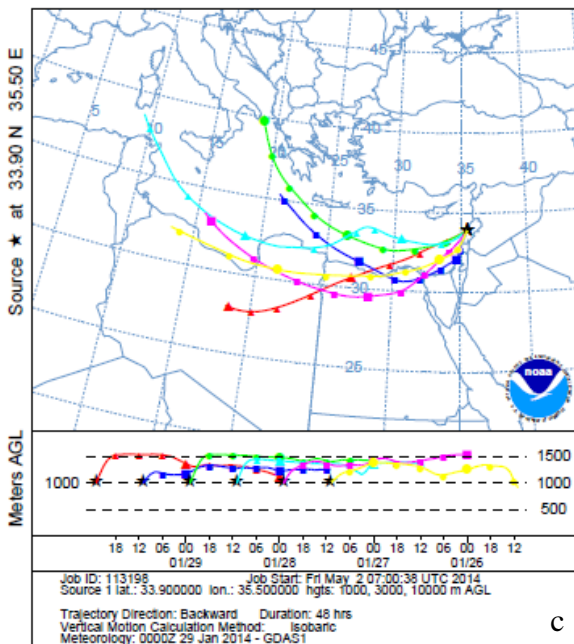 Source ★ at 33.90 N 35.50 E
45
40
35
30
25
5
10
15
20
25
30
35
40
noaa
Meters AGL
1500
1000
1000
500
18 12 06 00 18 12 06 00 18 12 06 00 18 12 06 00 18 12
01/29 01/28 01/27 01/26
Job ID: 113198 Job Start: Fri May 2 07:00:38 UTC 2014
Source 1 lat.: 33.900000 lon.: 35.500000 hgts: 1000, 3000, 10000 m AGL
Trajectory Direction: Backward Duration: 48 hrs
Vertical Motion Calculation Method: Isobaric
Meteorology: 0000Z 29 Jan 2014 - GDAS1
c